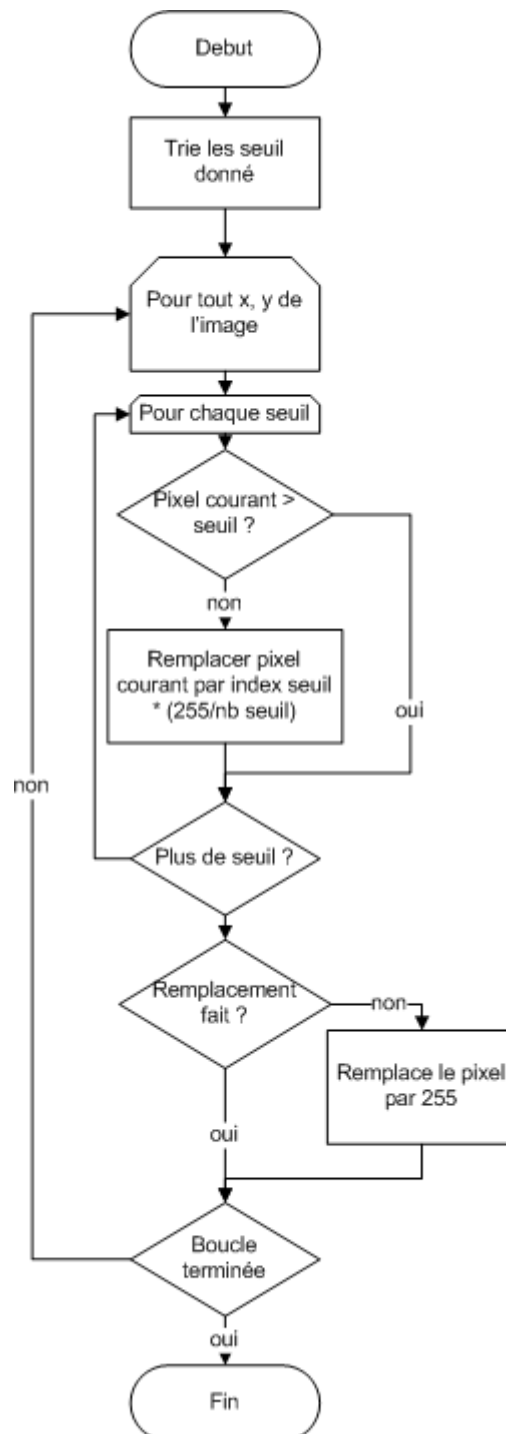 Debut
Trie les seuil
donné
Pour tout x, y de
l'image
Pour chaque seuil
Pixel courant >
seuil ?
non
Remplacer pixel
courant par index seuil
* (255/nb seuil)
oui
non
Plus de seuil ?
Remplacement
fait ?
non
Remplace le pixel
par 255
oui
Boucle
terminée
oui
Fin